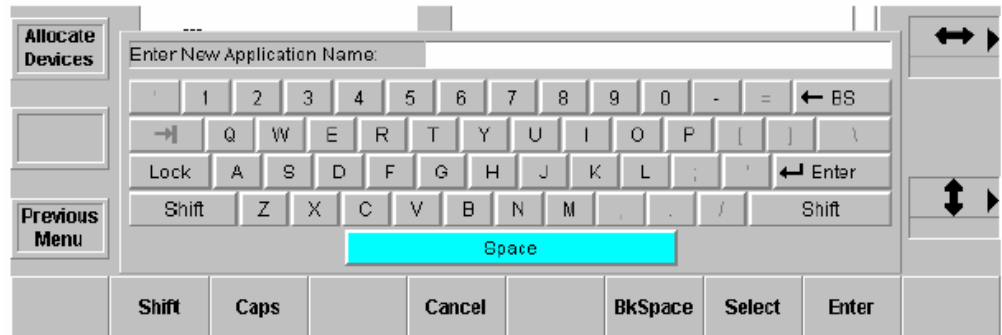 Allocate
Devices
Enter New Application Name:
' 1 2 3 4 5 6 7 8 9 0 - = ← BS
Q W E R T Y U I O P [ ] \
Lock A S D F G H J K L ; ' ↵ Enter
Shift Z X C V B N M , . / Shift
Previous
Menu
Space
Shift Caps Cancel BkSpace Select Enter